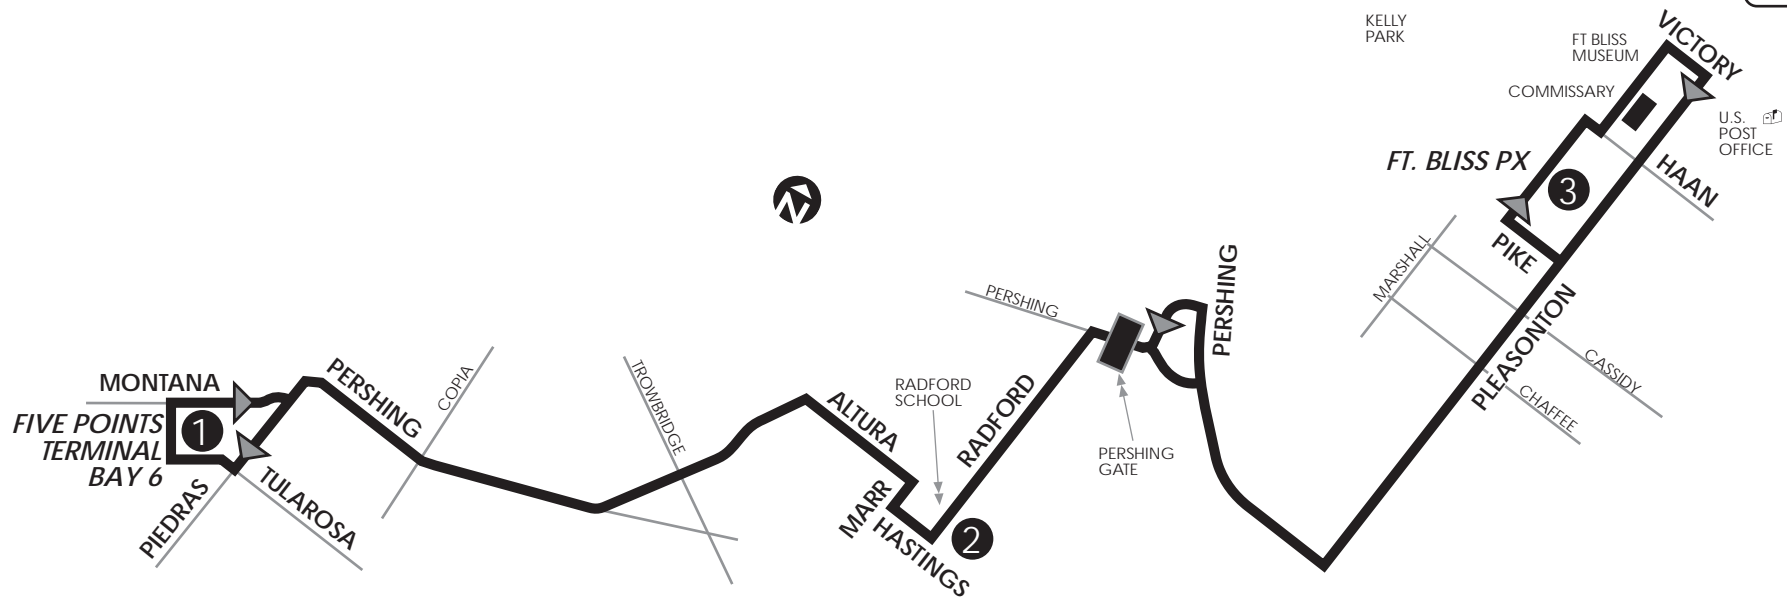 KELLY
PARK
VICTORY
FT BLISS
MUSEUM
COMMISSARY
U.S.
POST
OFFICE
FT. BLISS PX
3
HAAN
N
PIKE
MARSHALL
PERSHING
PERSHING
PLEASONTON
CASSIDY
CHAFFEE
MONTANA
FIVE POINTS
TERMINAL
BAY 6
1
PERSHING
COPIA
TROWBRIDGE
ALTURA
RADFORD
SCHOOL
RADFORD
PERSHING
GATE
PIEDRAS
TULAROSA
MARR
HASTINGS
2